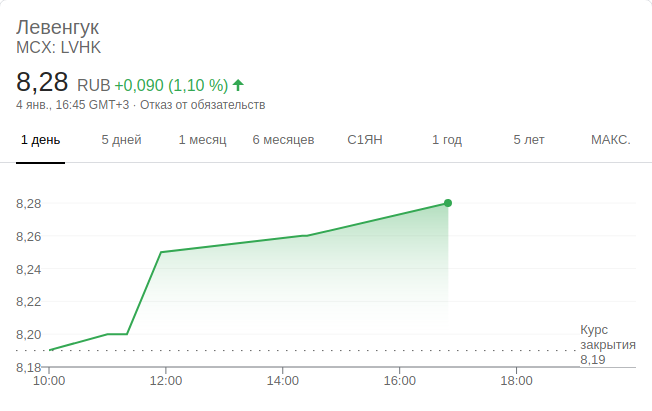 Левенгук
MCX: LVHK
8,28 RUB +0,090 (1,10 %)
4 янв., 16:45 GMT+3 · Отказ от обязательств
1 день 5 дней 1 месяц 6 месяцев С1ЯН 1 год 5 лет МАКС.
8,28
8,26
8,24
8,22
8,20
8,18
Курс
закрытия
8,19
10:00 12:00 14:00 16:00 18:00